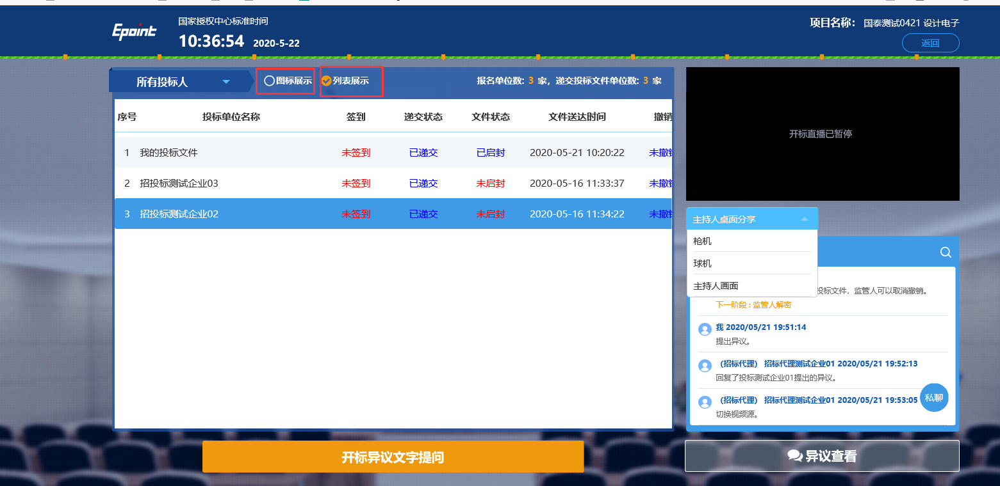 国家授权中心标准时间
Epoint
10:36:54 2020-5-22
项目名称： 国泰测试0421 设计电子
返回
所有投标人
图标展示
列表展示
报名单位数: 3 家，递交投标文件单位数: 3 家
序号 投标单位名称 签到 递交状态 文件状态 文件送达时间 撤销
1 我的投标文件 未签到 已递交 已启封 2020-05-21 10:20:22 未撤销
2 招投标测试企业03 未签到 已递交 未启封 2020-05-16 11:33:37 未撤销
3 招投标测试企业02 未签到 已递交 未启封 2020-05-16 11:34:22 未撤销
开标直播已暂停
主持人桌面分享
枪机
球机
主持人画面
投标文件，监管人可以取消撤销。
下一阶段 : 监管人解密
我 2020/05/21 19:51:14
提出异议。
（招标代理） 招标代理测试企业01 2020/05/21 19:52:13
回复了投标测试企业01提出的异议。
（招标代理） 招标代理测试企业01 2020/05/21 19:53:05
切换视频源。
私聊
开标异议文字提问
异议查看